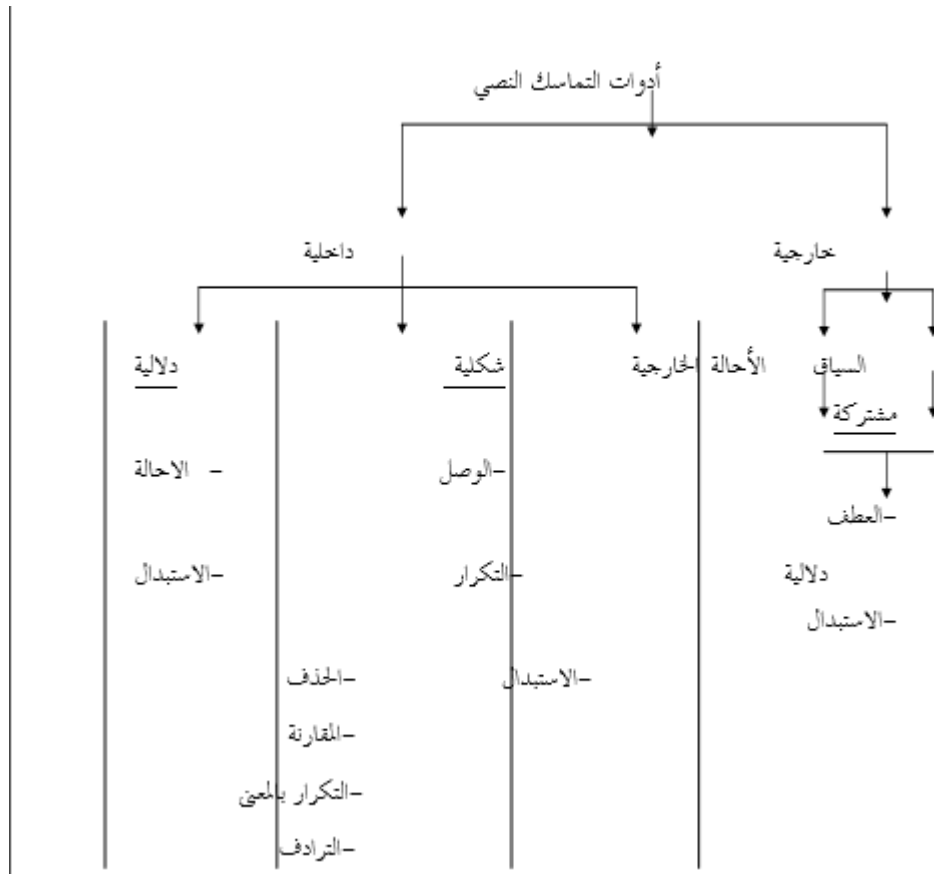 أدوات التماسك النصي
خارجية داخلية
السياق الأحالة الخارجية شكلية دلالية
مشتركة
-الوصل - الاحالة
-العطف
دلالية -التكرار -الاستبدال
-الاستبدال
-الاستبدال -الحذف
-المقارنة
-التكرار بالمعنى
-الترادف